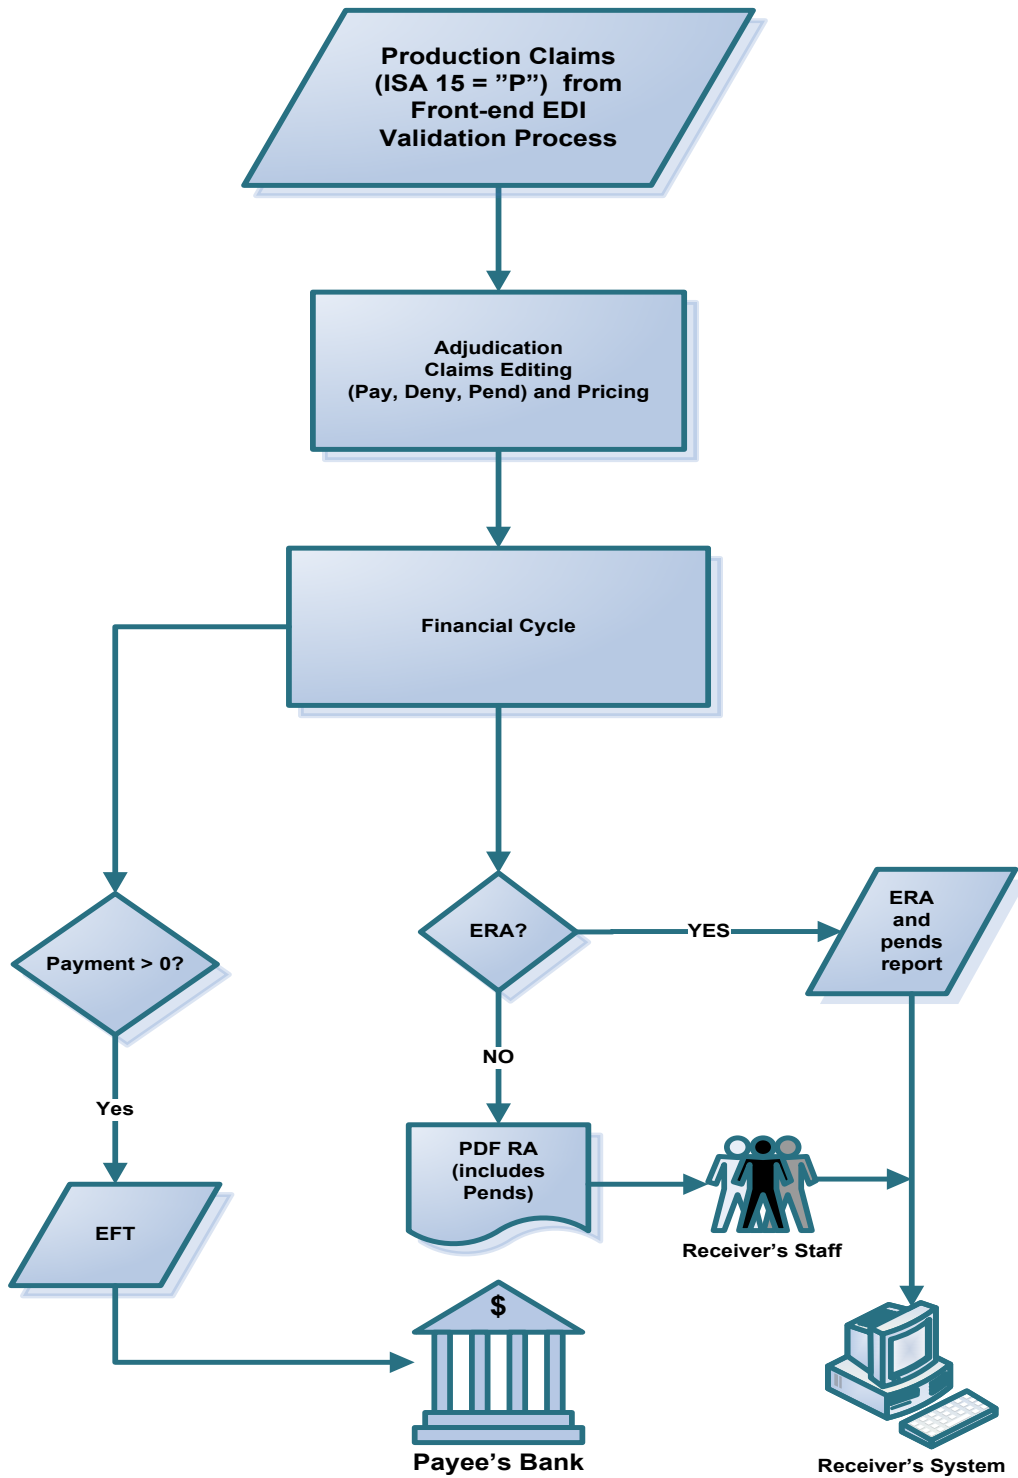 Production Claims
(ISA 15 = ”P”) from
Front-end EDI
Validation Process
Adjudication
Claims Editing
(Pay, Deny, Pend) and Pricing
Financial Cycle
Payment > 0?
ERA?
YES
ERA
and
pends
report
NO
Yes
PDF RA
(includes
Pends)
Receiver’s Staff
EFT
$
Payee’s Bank
Receiver’s System